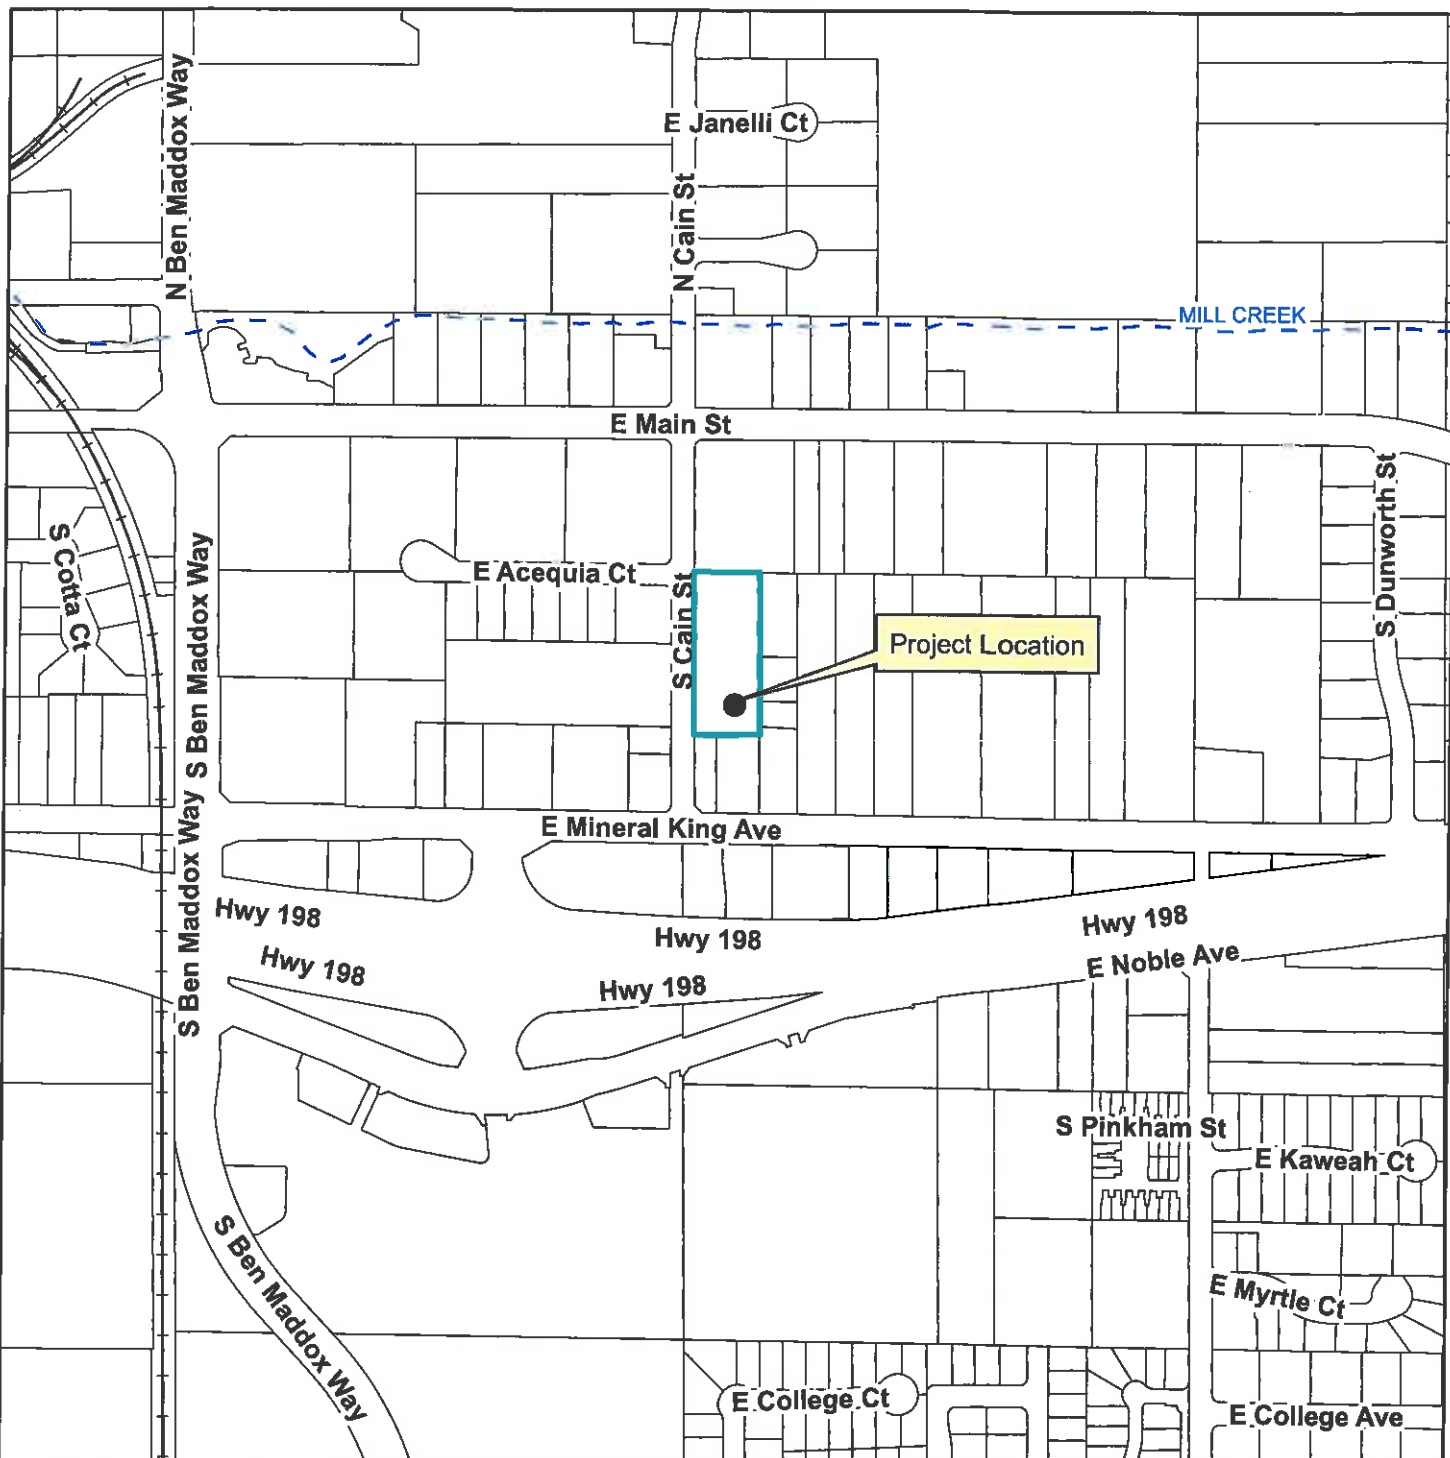 N Ben Maddox Way
E Janelli Ct
N Cain St
MILL CREEK
E Main St
S Dunworth St
S Cotta Ct
S Ben Maddox Way
E Acequia Ct
S Cain St
Project Location
E Mineral King Ave
S Ben Maddox Way
Hwy 198
Hwy 198
Hwy 198
Hwy 198
Hwy 198
E Noble Ave
S Pinkham St
E Kaweah Ct
S Ben Maddox Way
E Myrtle Ct
E College Ct
E College Ave